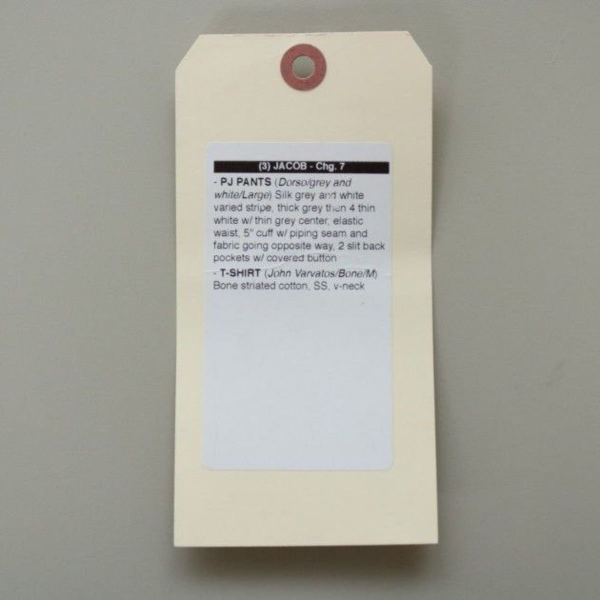 (3) JACOB - Chg. 7
- PJ PANTS (Dorso/grey and
white/Large) Silk grey and white
varied stripe, thick grey then 4 thin
white w/ thin grey center, elastic
waist, 5" cuff w/ piping seam and
fabric going opposite way, 2 slit back
pockets w/ covered button
- T-SHIRT (John Varvatos/Bone/M)
Bone striated cotton, SS, v-neck